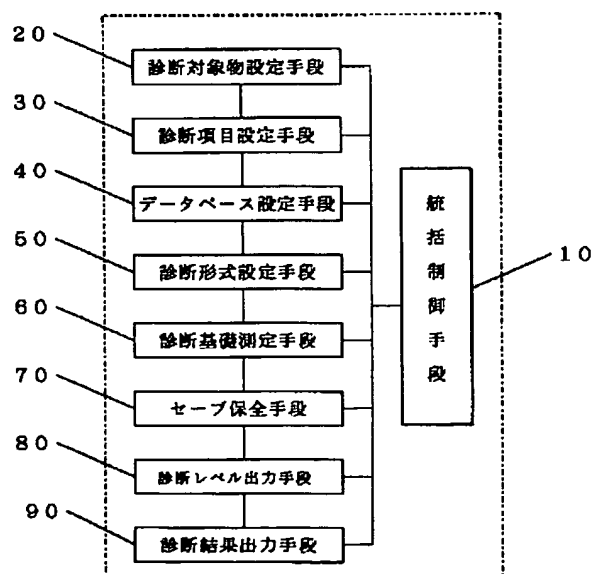 20
診断対象物設定手段
30
診断項目設定手段
40
データベース設定手段
50
診断形式設定手段
60
診断基礎測定手段
70
セーブ保全手段
80
診断レベル出力手段
90
診断結果出力手段
統括制御手段
10